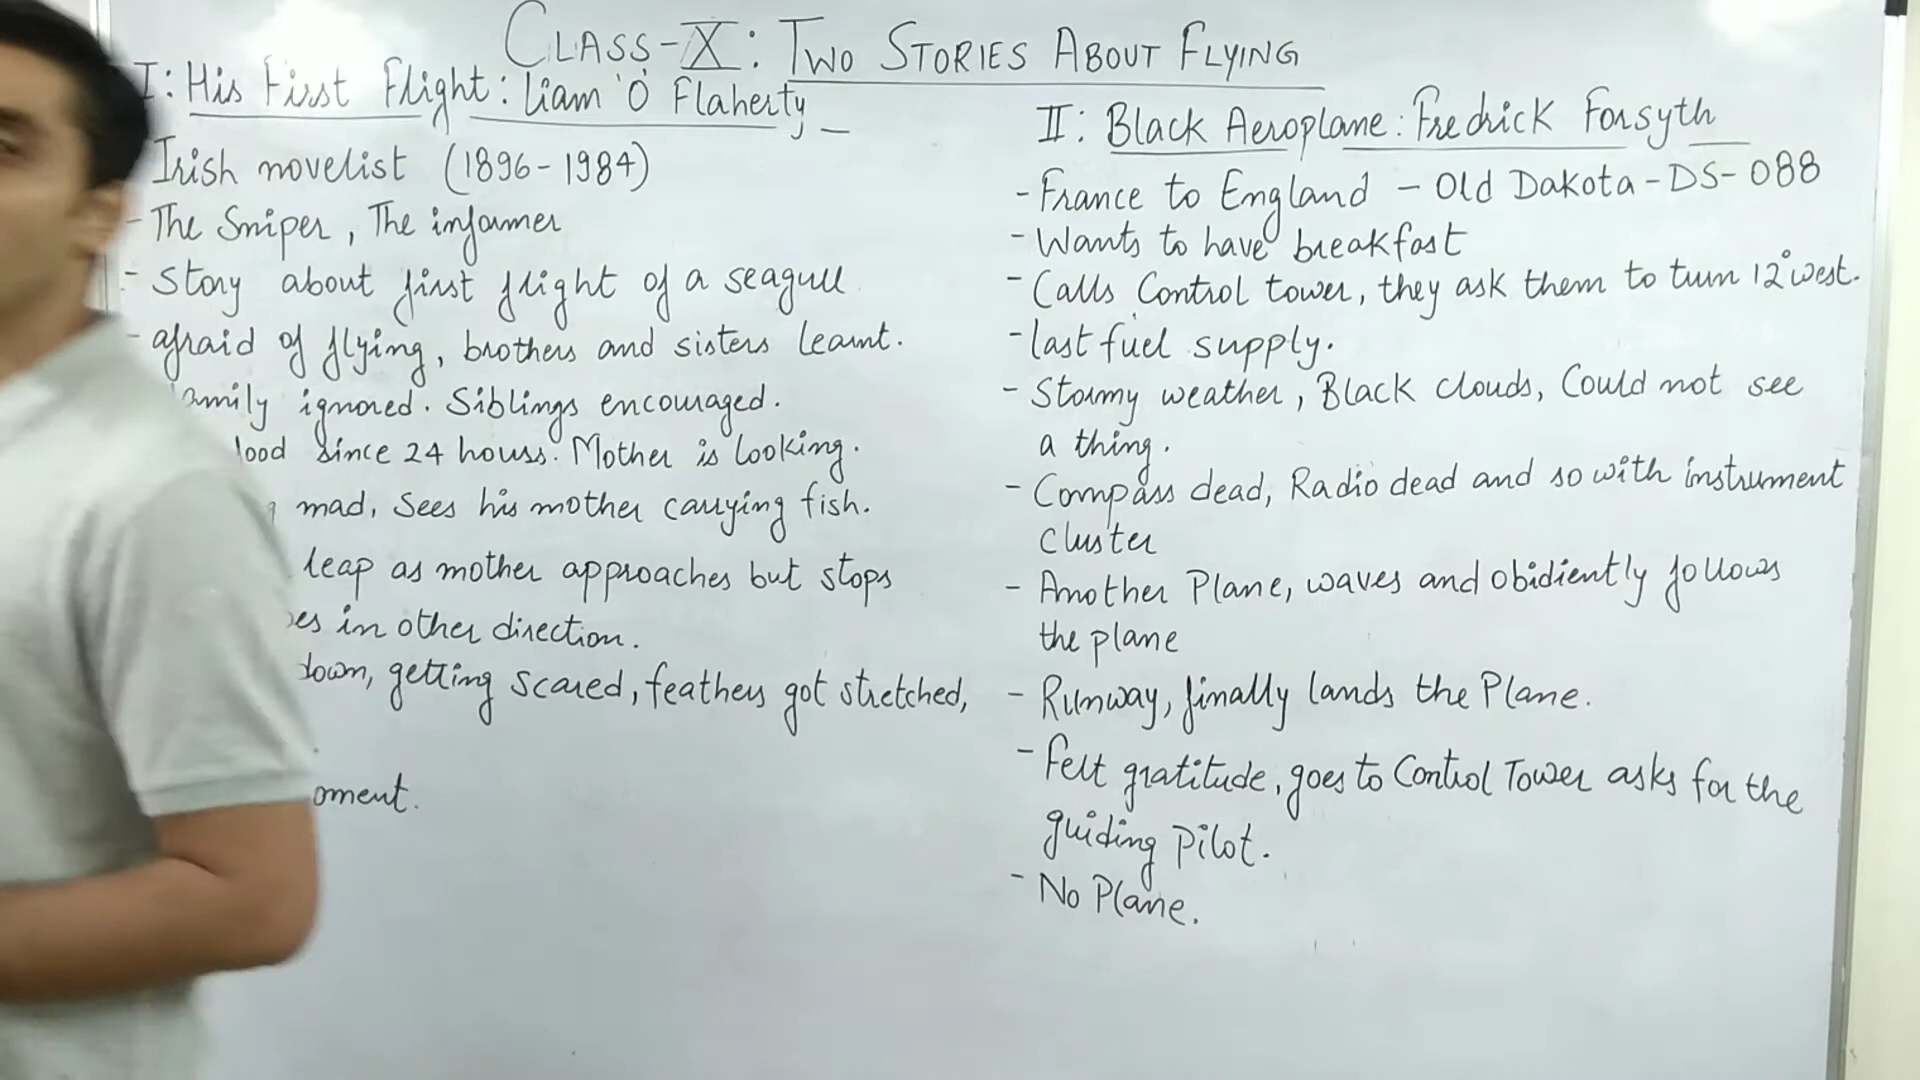 CLASS-X: TWO STORIES ABOUT FLYING
I: His First Flight: Liam 'O' Flaherty
Irish novelist (1896-1984)
- The Sniper, The informer
- Story about first flight of a seagull
- afraid of flying, brothers and sisters learnt.
ignored. Siblings encouraged.
since 24 hours. Mother is looking.
mad, sees his mother carrying fish.
leap as mother approaches but stops
in other direction.
down, getting scared, feathers got stretched,
II: Black Aeroplane: Fredrick Forsyth
- France to England - Old Dakota - DS-088
- Wants to have breakfast
- Calls Control tower, they ask them to turn 12° west.
- last fuel supply.
- Stormy weather, Black clouds, Could not see
a thing.
- Compass dead, Radio dead and so with instrument
cluster
- Another Plane, waves and obidiently follows
the plane
- Runway, finally lands the Plane.
- Felt gratitude, goes to Control Tower asks for the
guiding pilot.
- No Plane.